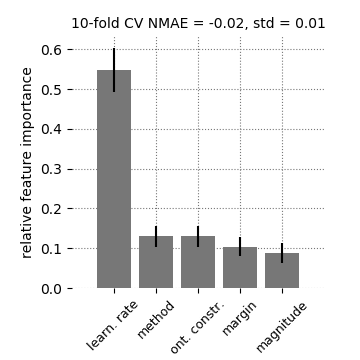 10-fold CV NMAE = -0.02, std = 0.01
relative feature importance
0.6
0.5
0.4
0.3
0.2
0.1
0.0
learn. rate
method
ont. constr.
margin
magnitude